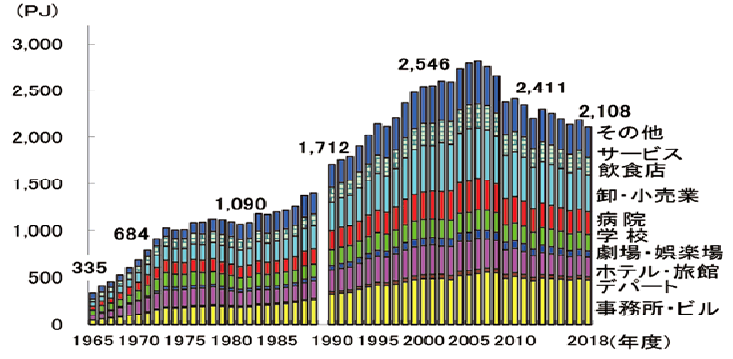 (PJ)
3,000
2,500
2,000
1,500
1,000
500
0
335
684
1,090
1,712
2,546
2,411
2,108
その他
サービス
飲食店
卸・小売業
病院
学校
劇場・娯楽場
ホテル・旅館
デパート
事務所・ビル
1965 1970 1975 1980 1985 1990 1995 2000 2005 2010 2018(年度)